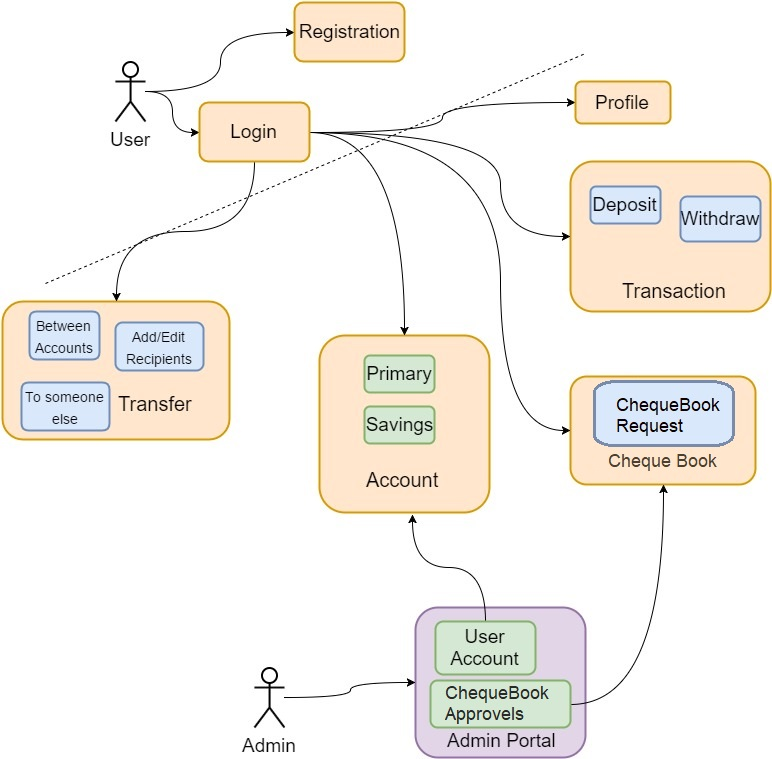 Registration
User
Login
Profile
Deposit
Withdraw
Transaction
Between
Accounts
Add/Edit
Recipients
To someone
else
Transfer
Primary
Savings
Account
ChequeBook
Request
Cheque Book
User
Account
ChequeBook
Approvels
Admin Portal
Admin